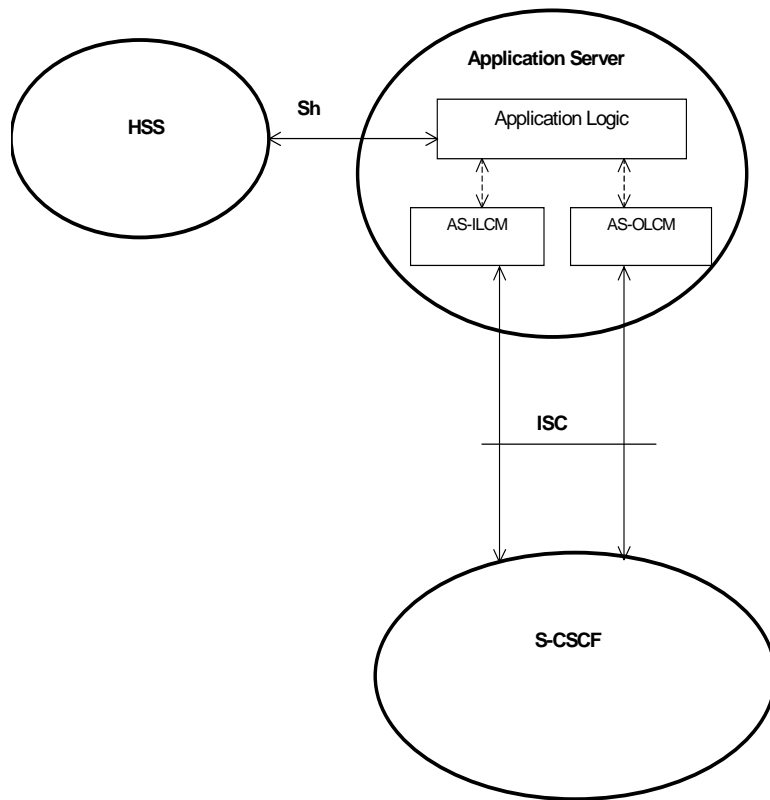 Application Server
HSS
Sh
Application Logic
AS-ILCM
AS-OLCM
ISC
S-CSCF